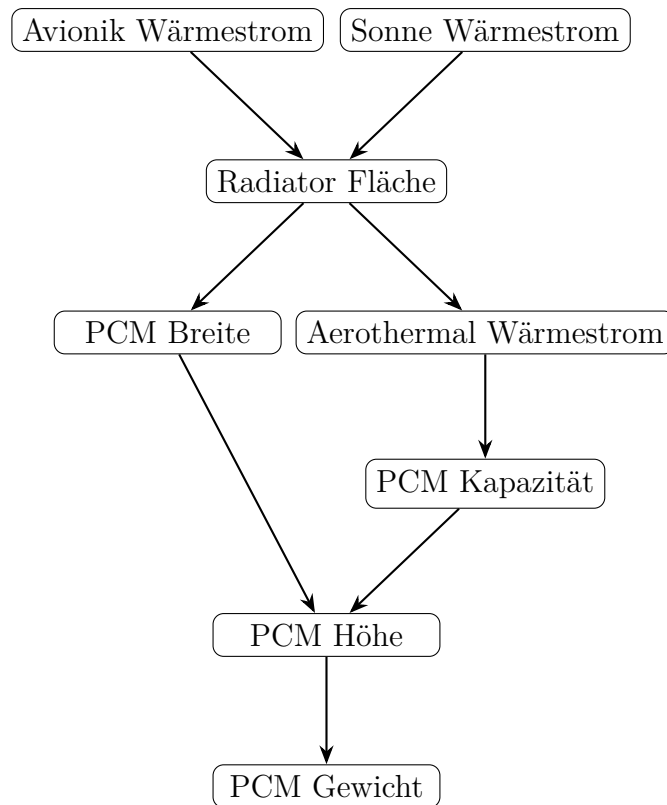 Avionik Wärmestrom
Sonne Wärmestrom
Radiator Fläche
PCM Breite
Aerothermal Wärmestrom
PCM Kapazität
PCM Höhe
PCM Gewicht